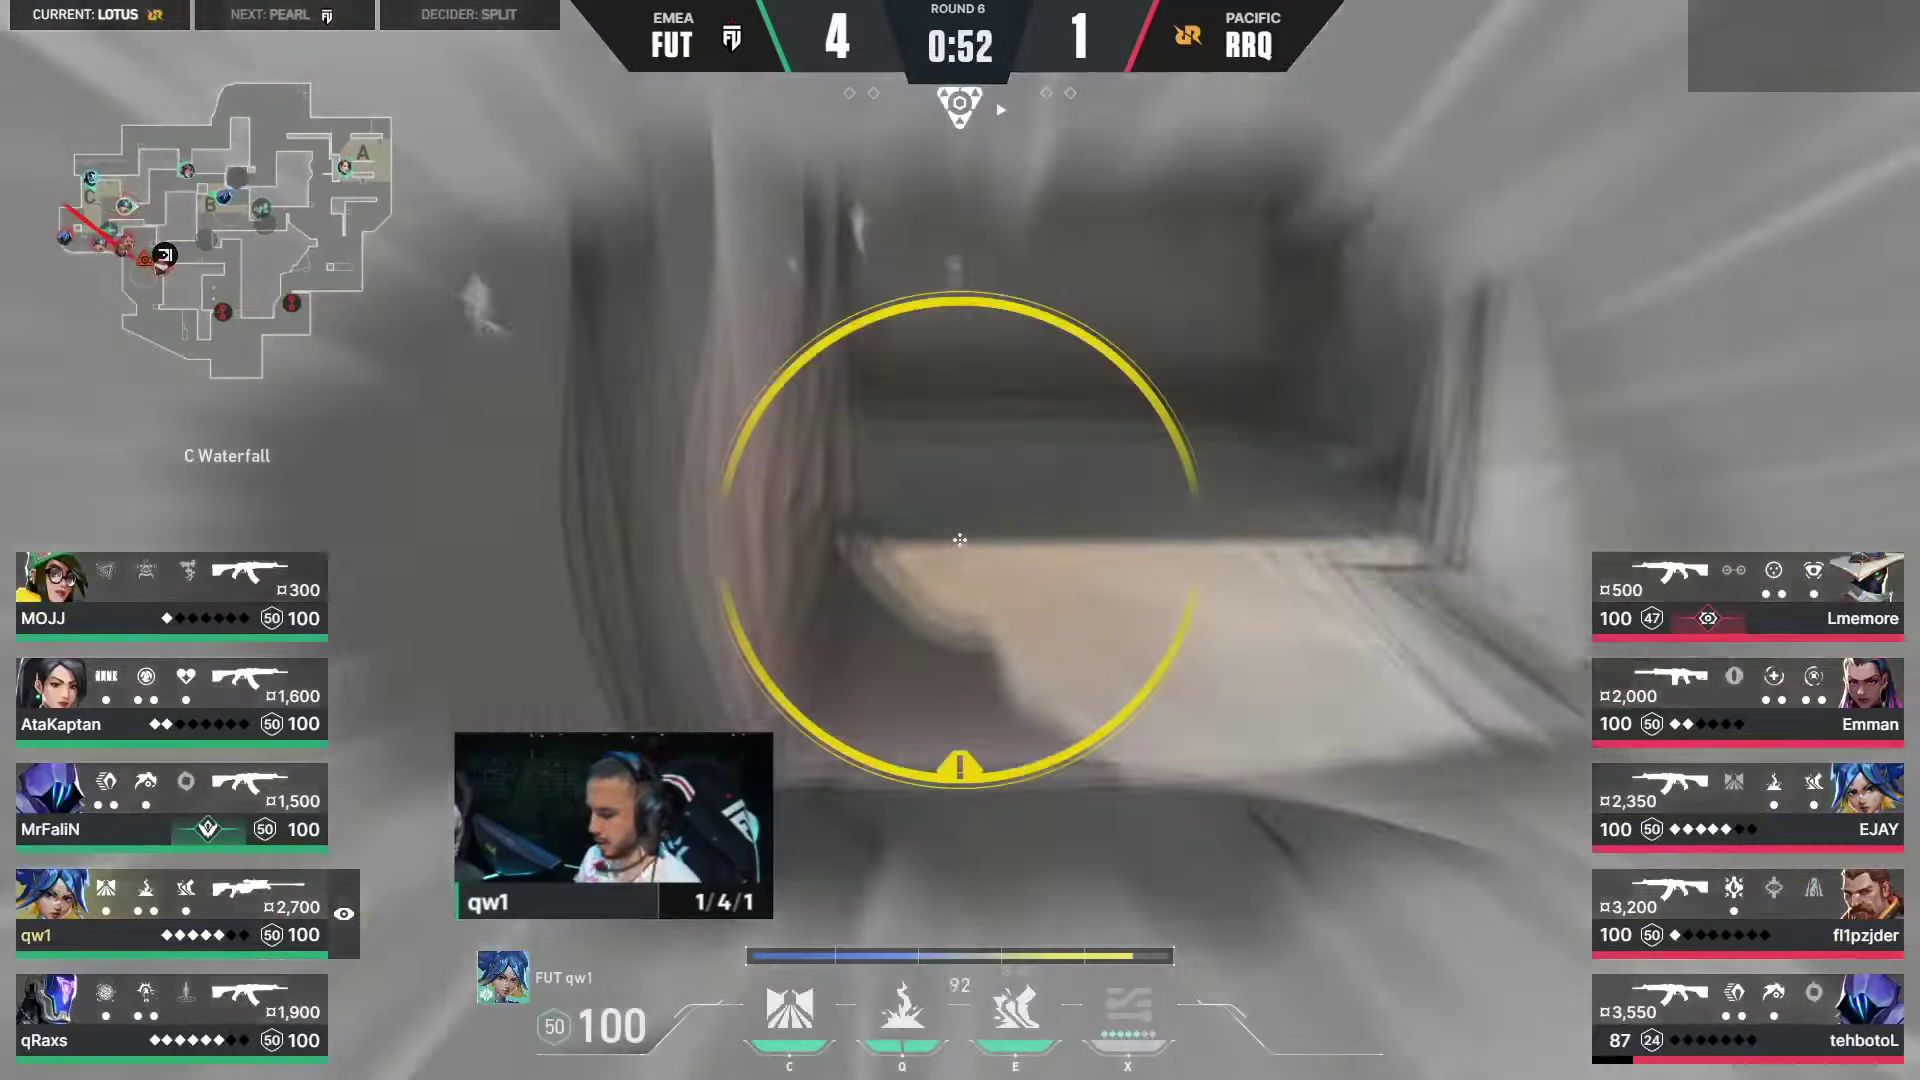 CURRENT: LOTUS
NEXT: PEARL
DECIDER: SPLIT
EMEA
FUT
4
ROUND 6
0:52
1
PACIFIC
RRQ
A
B
C
C Waterfall
¤300
MOJJ
50 100
¤1,600
AtaKaptan
50 100
¤1,500
MrFaliN
50 100
¤2,700
qw1
50 100
¤1,900
qRaxs
50 100
¤500
100 47
Lmemore
¤2,000
100 50
Emman
¤2,350
100 50
EJAY
¤3,200
100 50
fl1pzjder
¤3,550
87 24
tehbotoL
qw1
1/4/1
FUT qw1
50 100
92
C
Q
E
X